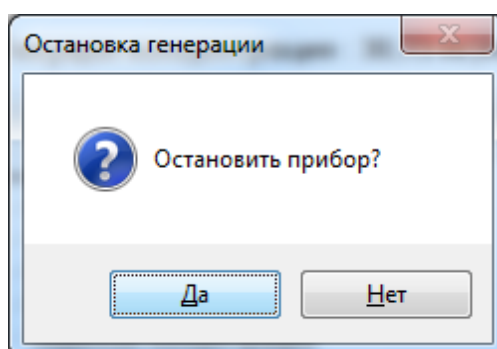 Остановка генерации
Остановить прибор?
Да
Нет